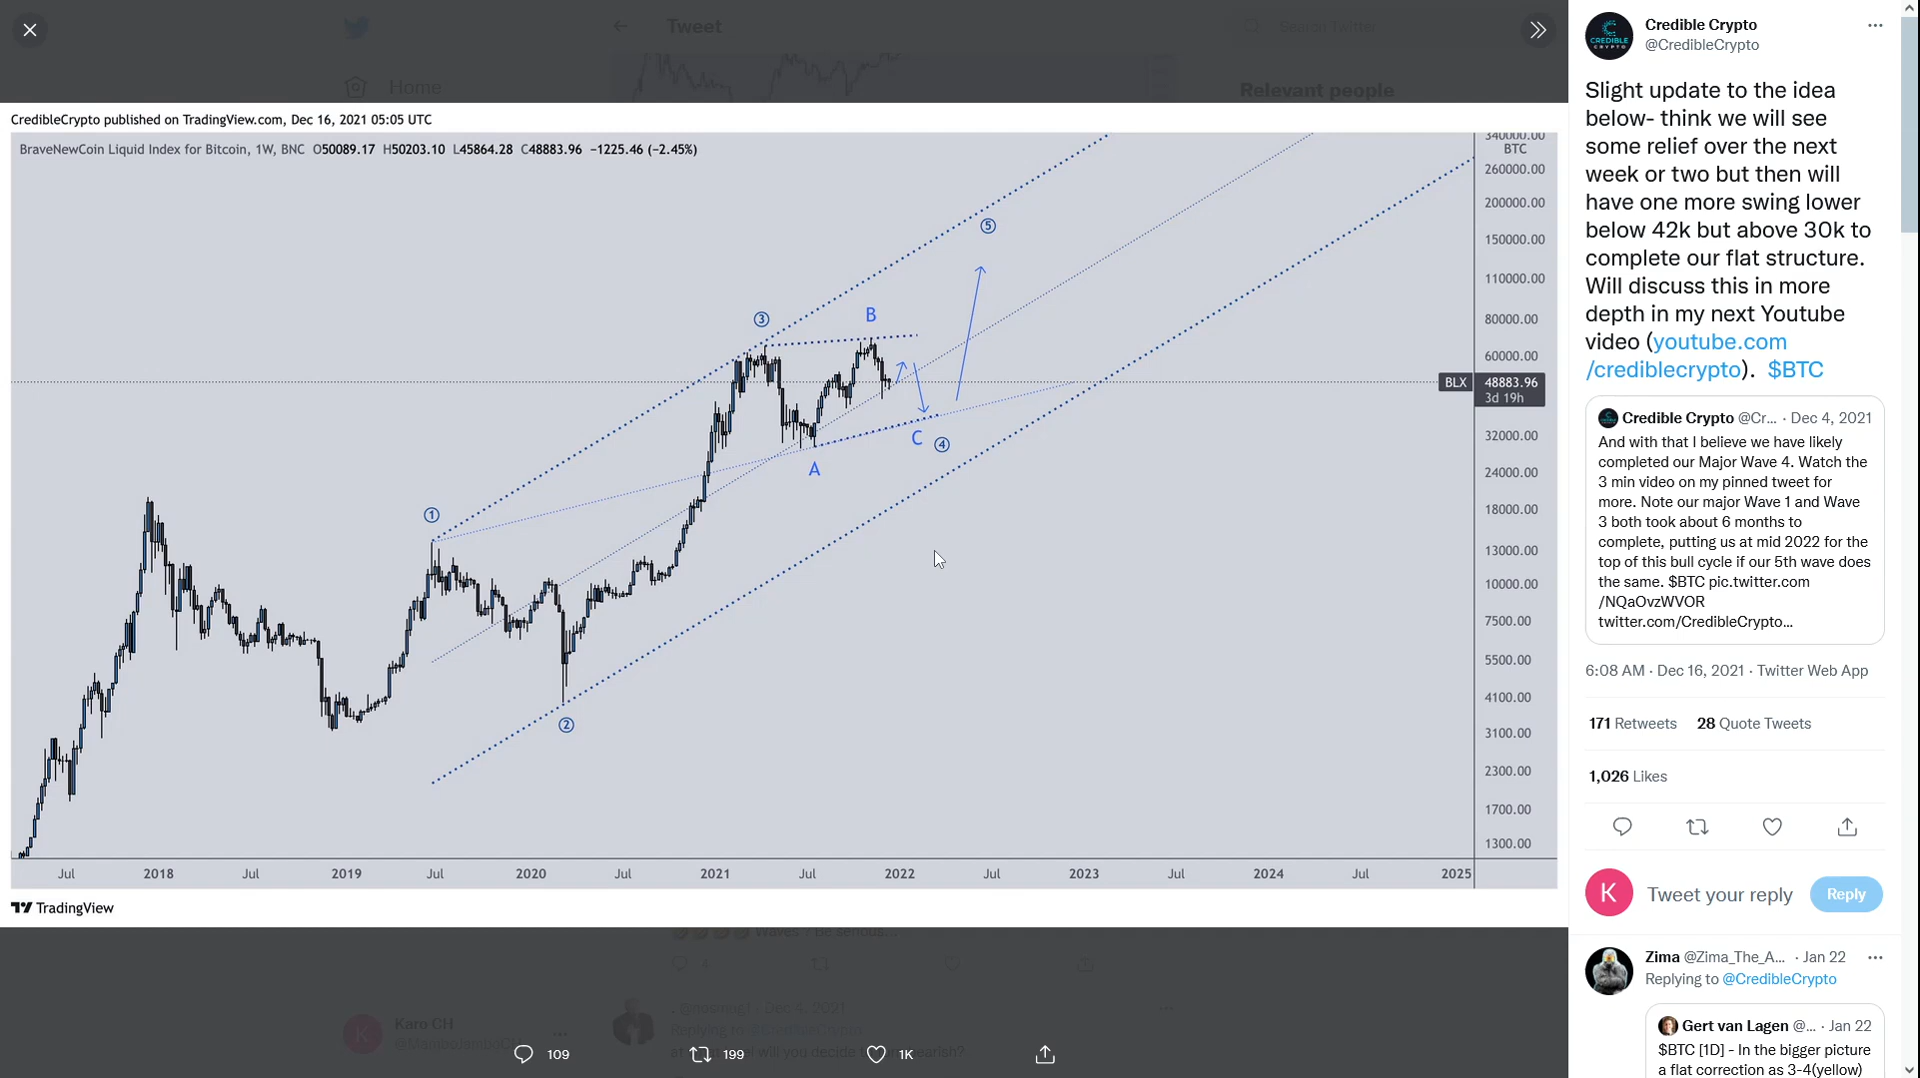 Tweet
Search Twitter
Home
Relevant people
CredibleCrypto published on TradingView.com, Dec 16, 2021 05:05 UTC
BraveNewCoin Liquid Index for Bitcoin, 1W, BNC O50089.17 H50203.10 L45864.28 C48883.96 −1225.46 (−2.45%)
340000.00
BTC
260000.00
200000.00
150000.00
110000.00
80000.00
60000.00
BLX 48883.96
3d 19h
32000.00
24000.00
18000.00
13000.00
10000.00
7500.00
5500.00
4100.00
3100.00
2300.00
1700.00
1300.00
5
3
B
C
4
A
1
2
Jul 2018 Jul 2019 Jul 2020 Jul 2021 Jul 2022 Jul 2023 Jul 2024 Jul 2025
TradingView
Karo CH
109 199 1K
Credible Crypto
@CredibleCrypto
Slight update to the idea
below- think we will see
some relief over the next
week or two but then will
have one more swing lower
below 42k but above 30k to
complete our flat structure.
Will discuss this in more
depth in my next Youtube
video (youtube.com
/crediblecrypto). $BTC
Credible Crypto @Cr... · Dec 4, 2021
And with that I believe we have likely
completed our Major Wave 4. Watch the
3 min video on my pinned tweet for
more. Note our major Wave 1 and Wave
3 both took about 6 months to
complete, putting us at mid 2022 for the
top of this bull cycle if our 5th wave does
the same. $BTC pic.twitter.com
/NQaOvzWVOR
twitter.com/CredibleCrypto...
6:08 AM · Dec 16, 2021 · Twitter Web App
171 Retweets 28 Quote Tweets
1,026 Likes
K
Tweet your reply
Reply
Zima @Zima_The_A... · Jan 22
Replying to @CredibleCrypto
Gert van Lagen @... · Jan 22
$BTC [1D] - In the bigger picture
a flat correction as 3-4(yellow)